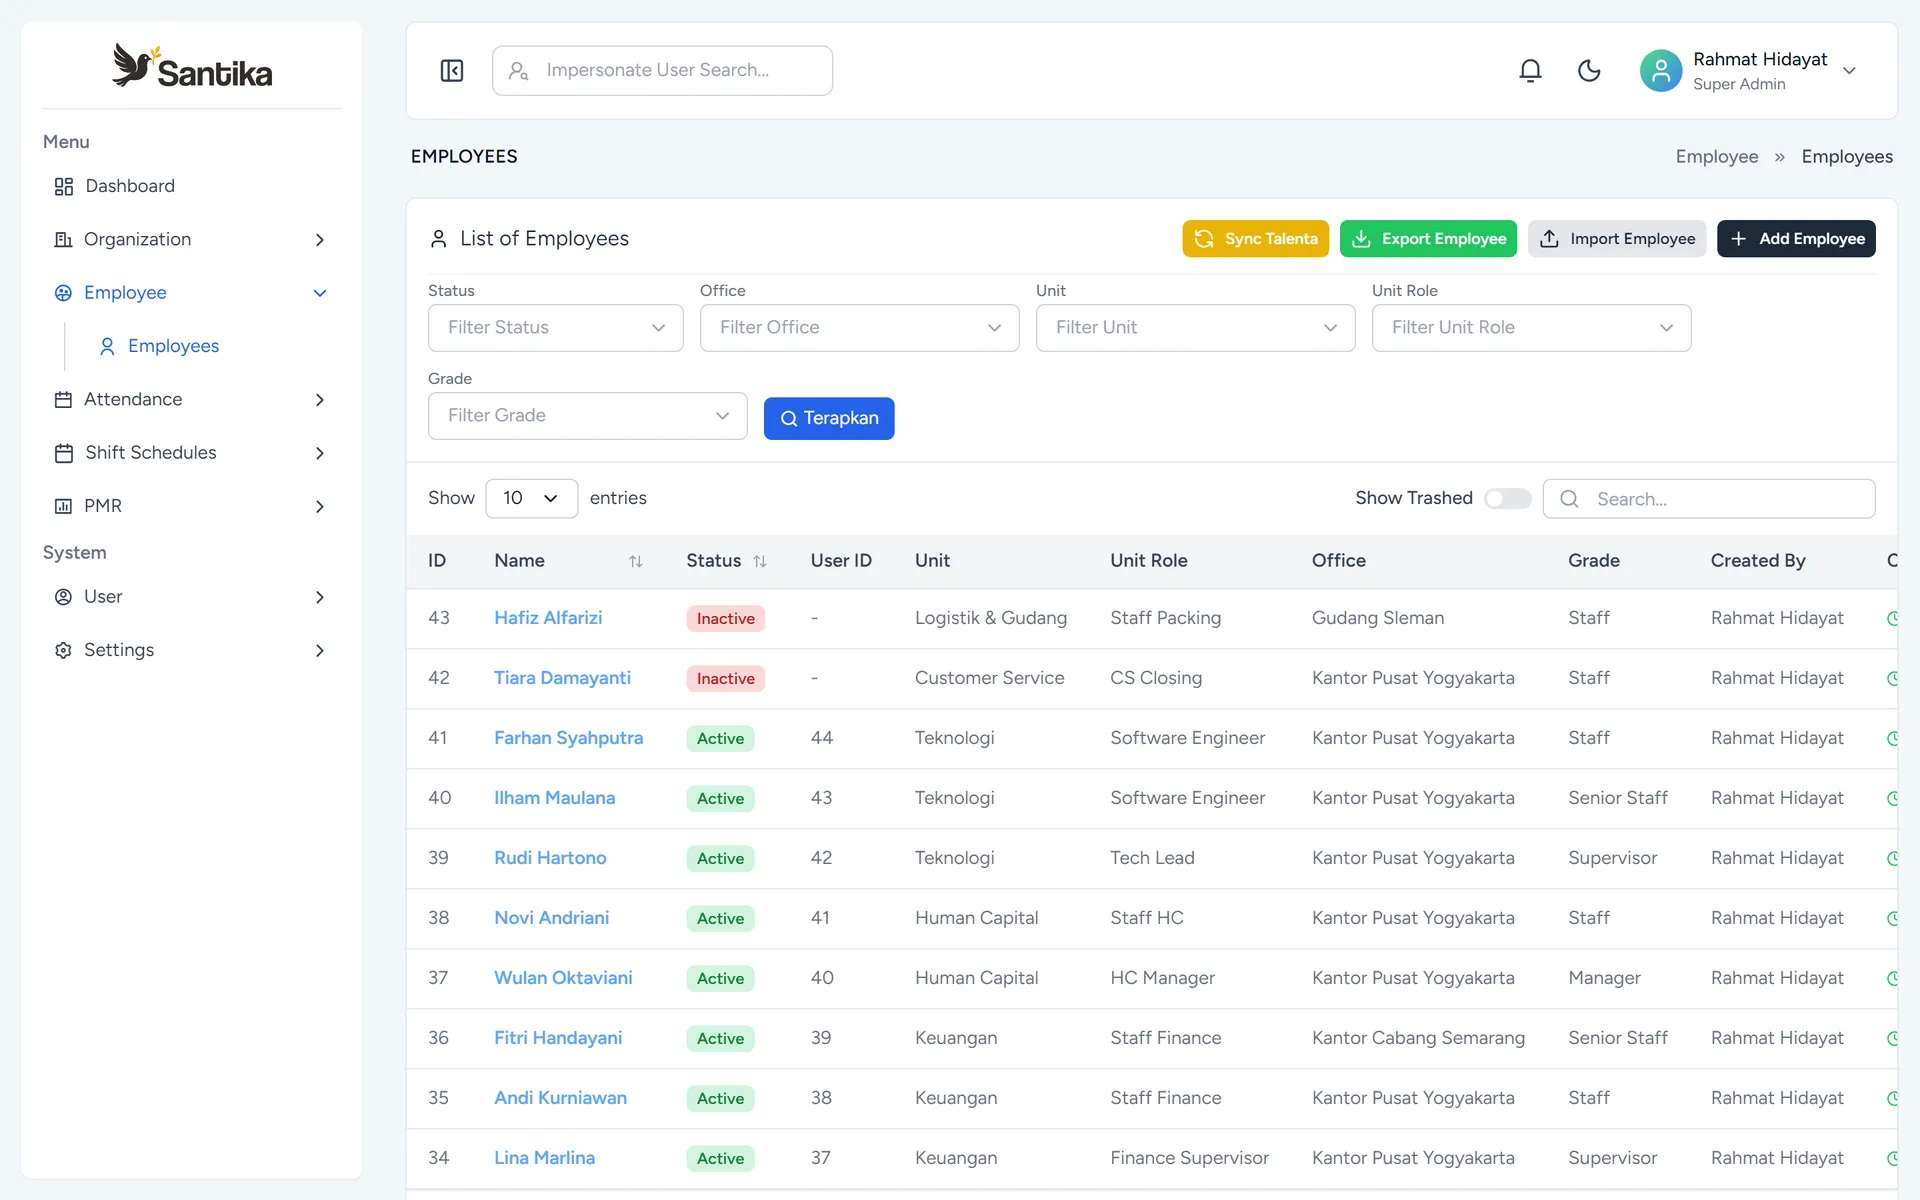 Santika
Menu
Dashboard
Organization
Employee
Employees
Attendance
Shift Schedules
PMR
System
User
Settings
Impersonate User Search...
Rahmat Hidayat
Super Admin
EMPLOYEES
Employee » Employees
List of Employees
Sync Talenta
Export Employee
Import Employee
Add Employee
Status Office Unit Unit Role
Filter Status Filter Office Filter Unit Filter Unit Role
Grade
Filter Grade
Terapkan
Show 10 entries
Show Trashed
Search...
ID Name Status User ID Unit Unit Role Office Grade Created By
43 Hafiz Alfarizi Inactive - Logistik & Gudang Staff Packing Gudang Sleman Staff Rahmat Hidayat
42 Tiara Damayanti Inactive - Customer Service CS Closing Kantor Pusat Yogyakarta Staff Rahmat Hidayat
41 Farhan Syahputra Active 44 Teknologi Software Engineer Kantor Pusat Yogyakarta Staff Rahmat Hidayat
40 Ilham Maulana Active 43 Teknologi Software Engineer Kantor Pusat Yogyakarta Senior Staff Rahmat Hidayat
39 Rudi Hartono Active 42 Teknologi Tech Lead Kantor Pusat Yogyakarta Supervisor Rahmat Hidayat
38 Novi Andriani Active 41 Human Capital Staff HC Kantor Pusat Yogyakarta Staff Rahmat Hidayat
37 Wulan Oktaviani Active 40 Human Capital HC Manager Kantor Pusat Yogyakarta Manager Rahmat Hidayat
36 Fitri Handayani Active 39 Keuangan Staff Finance Kantor Cabang Semarang Senior Staff Rahmat Hidayat
35 Andi Kurniawan Active 38 Keuangan Staff Finance Kantor Pusat Yogyakarta Staff Rahmat Hidayat
34 Lina Marlina Active 37 Keuangan Finance Supervisor Kantor Pusat Yogyakarta Supervisor Rahmat Hidayat